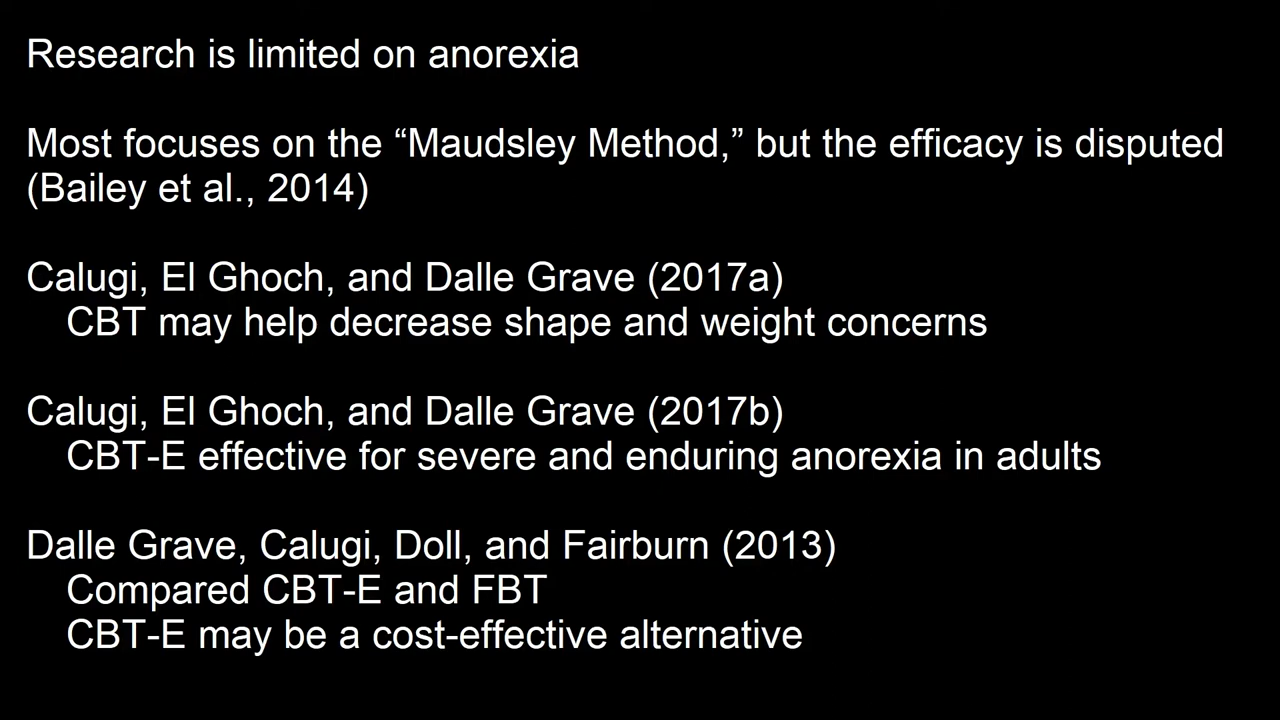 Research is limited on anorexia
Most focuses on the “Maudsley Method,” but the efficacy is disputed
(Bailey et al., 2014)
Calugi, El Ghoch, and Dalle Grave (2017a)
CBT may help decrease shape and weight concerns
Calugi, El Ghoch, and Dalle Grave (2017b)
CBT-E effective for severe and enduring anorexia in adults
Dalle Grave, Calugi, Doll, and Fairburn (2013)
Compared CBT-E and FBT
CBT-E may be a cost-effective alternative